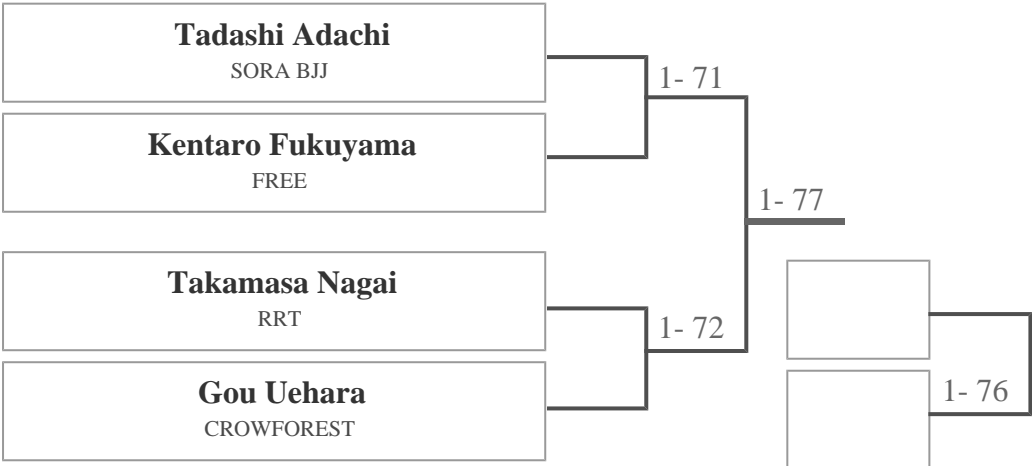 Tadashi Adachi
SORA BJJ
1- 71
Kentaro Fukuyama
FREE
1- 77
Takamasa Nagai
RRT
1- 72
Gou Uehara
CROWFOREST
1- 76